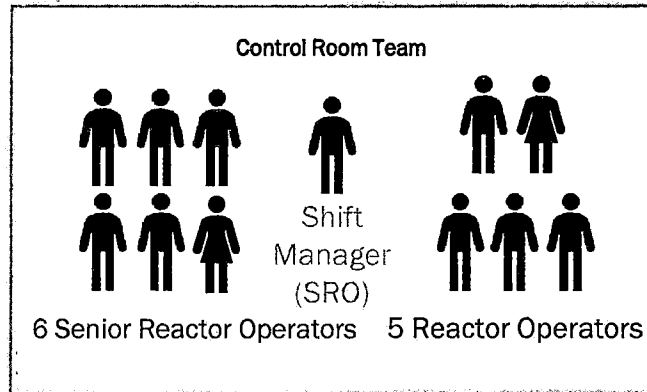 Control Room Team
Shift
Manager
(SRO)
6 Senior Reactor Operators
5 Reactor Operators